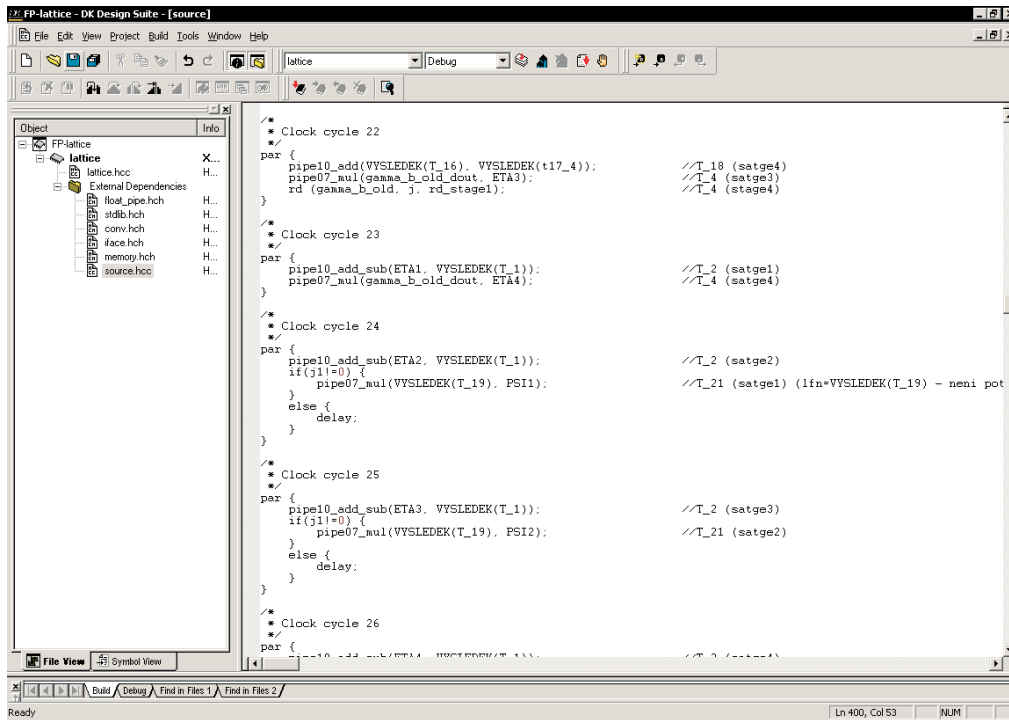 FP-lattice - DK Design Suite - [source]
File Edit View Project Build Tools Window Help
lattice Debug
Object Info
FP-lattice
lattice X...
lattice.hcc H...
External Dependencies
float_pipe.hch H...
stdlib.hch H...
conv.hch H...
iface.hch H...
memory.hch H...
source.hcc H...
File View Symbol View
/*
 * Clock cycle 22
 */
par {
    pipe10_add(VYSLEDEK(T_16), VYSLEDEK(t17_4)); //T_18 (satge4)
    pipe07_mul(gamma_b_old_dout, ETA3); //T_4 (satge3)
    rd (gamma_b_old, j, rd_stage1); //T_4 (stage4)
}
/*
 * Clock cycle 23
 */
par {
    pipe10_add_sub(ETA1, VYSLEDEK(T_1)); //T_2 (satge1)
    pipe07_mul(gamma_b_old_dout, ETA4); //T_4 (satge4)
}
/*
 * Clock cycle 24
 */
par {
    pipe10_add_sub(ETA2, VYSLEDEK(T_1)); //T_2 (satge2)
    if(j1!=0) {
        pipe07_mul(VYSLEDEK(T_19), PSI1); //T_21 (satge1) (lfn=VYSLEDEK(T_19) - neni pot
    }
    else {
        delay;
    }
}
/*
 * Clock cycle 25
 */
par {
    pipe10_add_sub(ETA3, VYSLEDEK(T_1)); //T_2 (satge3)
    if(j1!=0) {
        pipe07_mul(VYSLEDEK(T_19), PSI2); //T_21 (satge2)
    }
    else {
        delay;
    }
}
/*
 * Clock cycle 26
 */
par {
    pipe10_add_sub(ETA4, VYSLEDEK(T_1)); //T_2 (satge4)
Build Debug Find in Files 1 Find in Files 2
Ready Ln 400, Col 53 NUM